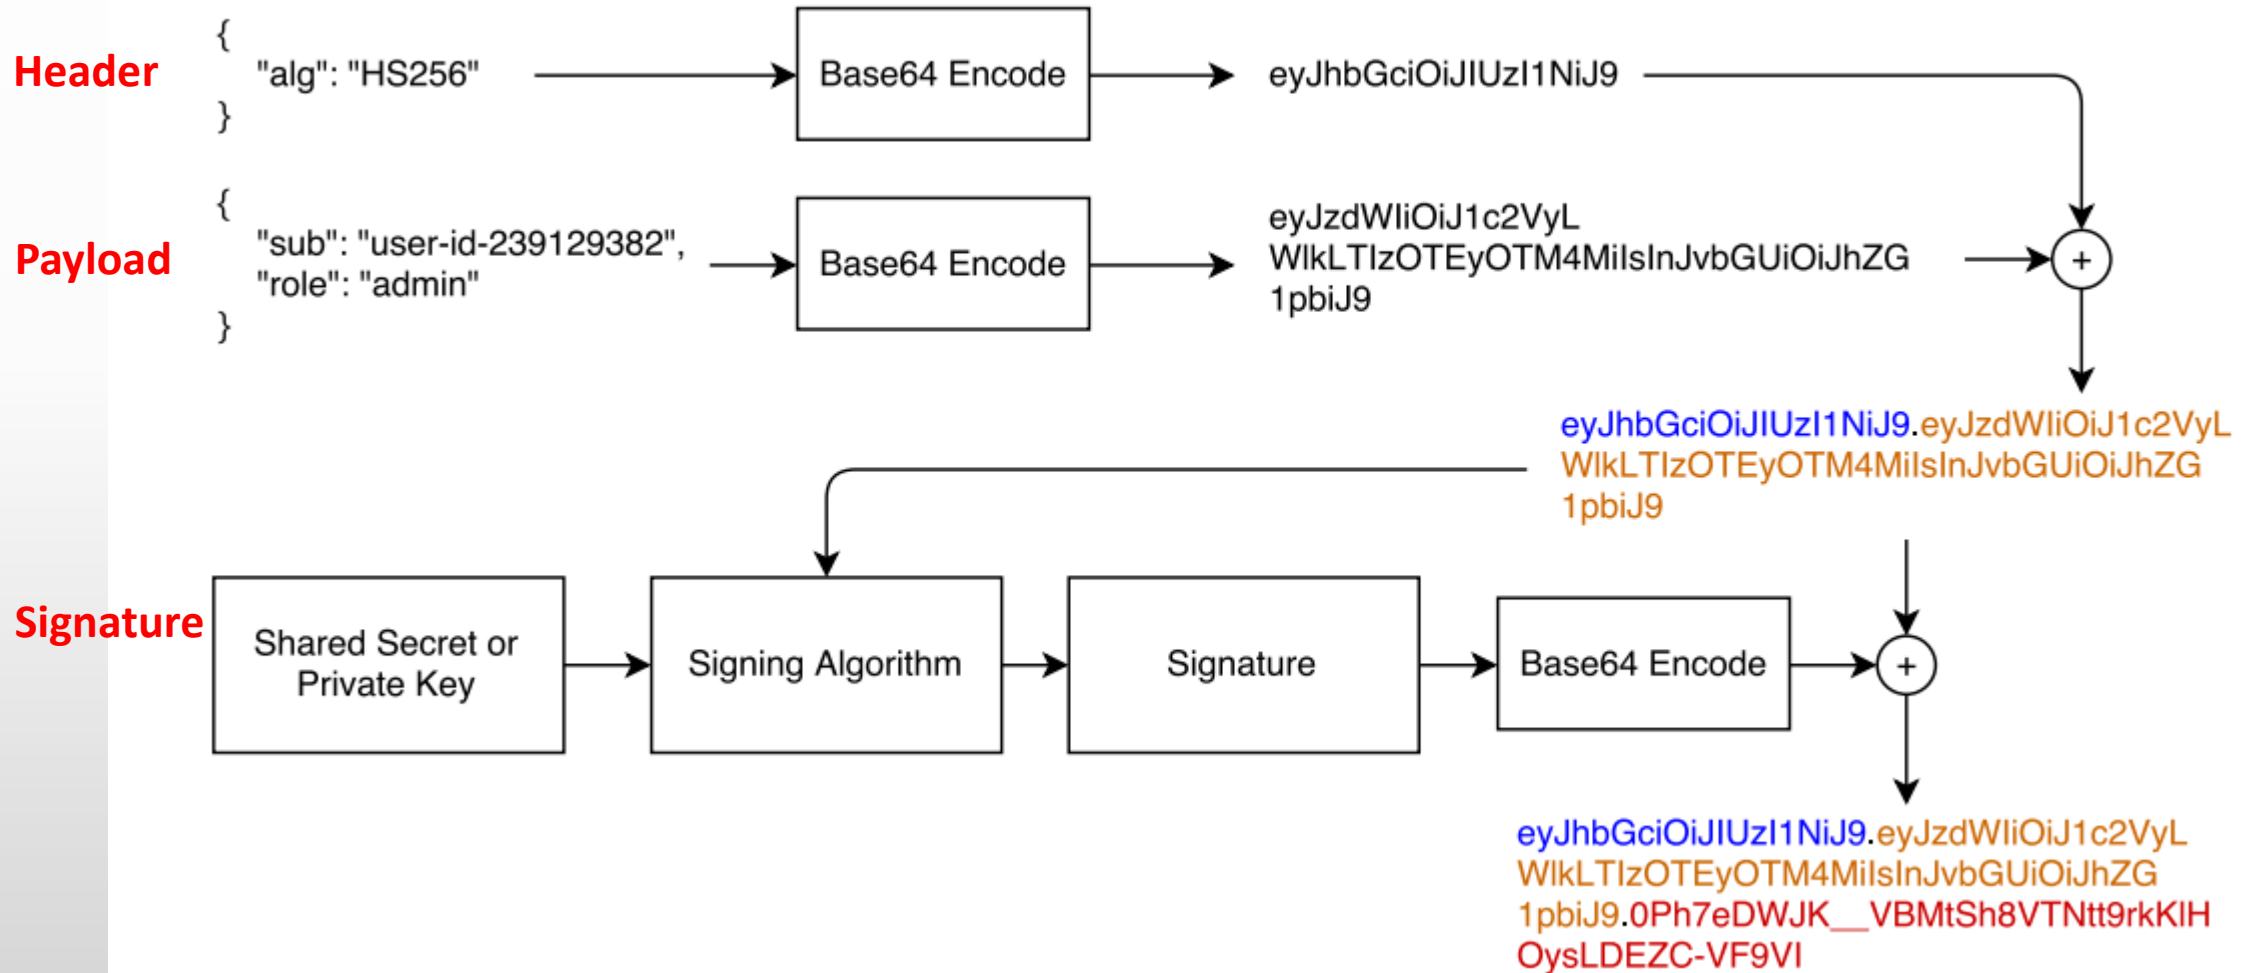 Header
{
"alg": "HS256"
}
Base64 Encode
eyJhbGciOiJIUzI1NiJ9
Payload
{
"sub": "user-id-239129382",
"role": "admin"
}
Base64 Encode
eyJzdWIiOiJ1c2VyL
WlkLTIzOTEyOTM4MiIsInJvbGUiOiJhZG
1pbiJ9
+
eyJhbGciOiJIUzI1NiJ9.eyJzdWIiOiJ1c2VyL
WlkLTIzOTEyOTM4MiIsInJvbGUiOiJhZG
1pbiJ9
Signature
Shared Secret or
Private Key
Signing Algorithm
Signature
Base64 Encode
+
eyJhbGciOiJIUzI1NiJ9.eyJzdWIiOiJ1c2VyL
WlkLTIzOTEyOTM4MiIsInJvbGUiOiJhZG
1pbiJ9.0Ph7eDWJK__VBMtSh8VTNtt9rkKlH
OysLDEZC-VF9VI